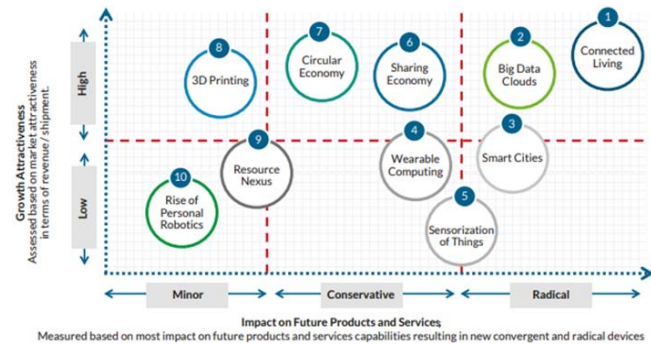 Growth Attractiveness
Assessed based on market attractiveness
in terms of revenue/ shipment.
High
Low
1
Connected
Living
2
Big Data
Clouds
3
Smart Cities
4
Wearable
Computing
5
Sensorization
of Things
6
Sharing
Economy
7
Circular
Economy
8
3D Printing
9
Resource
Nexus
10
Rise of
Personal
Robotics
Minor
Conservative
Radical
Impact on Future Products and Services
Measured based on most impact on future products and services capabilities resulting in new convergent and radical devices